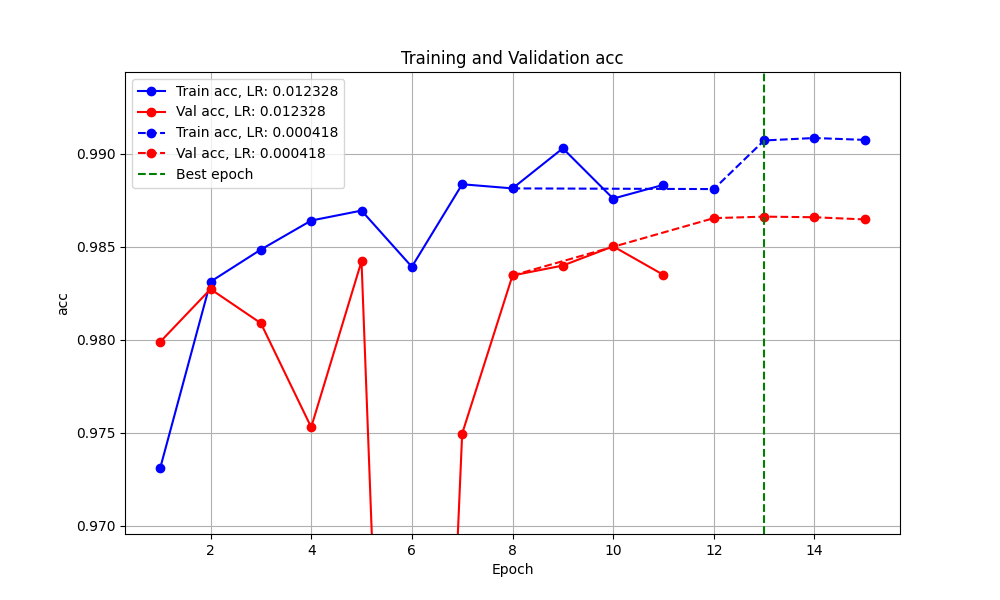 Training and Validation acc
Train acc, LR: 0.012328
Val acc, LR: 0.012328
Train acc, LR: 0.000418
Val acc, LR: 0.000418
Best epoch
0.990
0.985
0.980
0.975
0.970
acc
2 4 6 8 10 12 14
Epoch